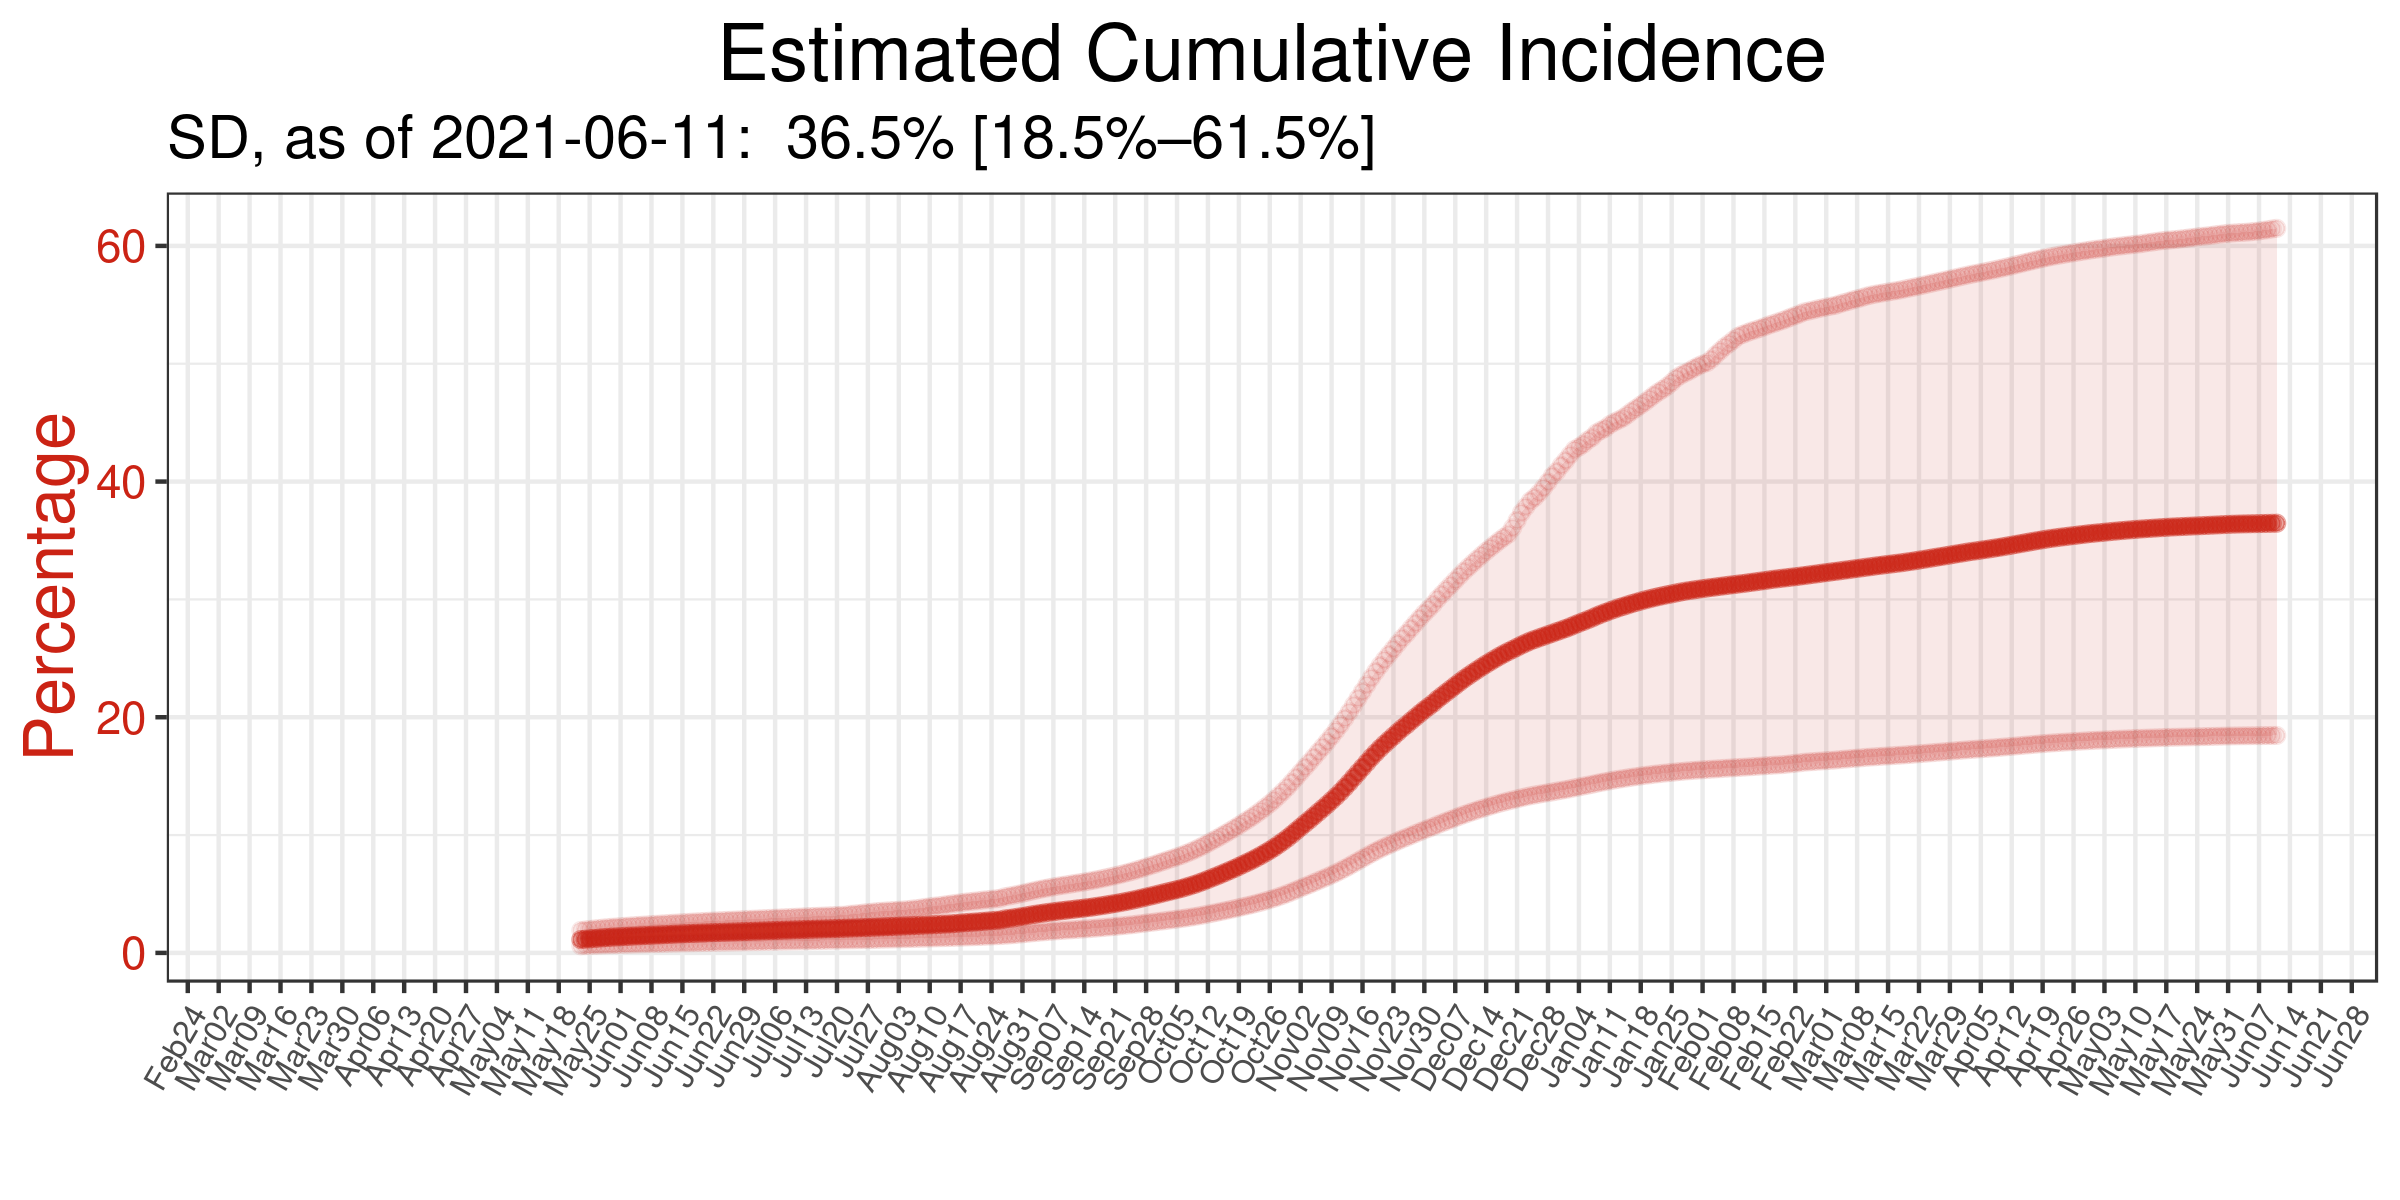 Estimated Cumulative Incidence
SD, as of 2021-06-11:  36.5% [18.5%–61.5%]
Percentage
60
40
20
0
Feb24
Mar02
Mar09
Mar16
Mar23
Mar30
Apr06
Apr13
Apr20
Apr27
May04
May11
May18
May25
Jun01
Jun08
Jun15
Jun22
Jun29
Jul06
Jul13
Jul20
Jul27
Aug03
Aug10
Aug17
Aug24
Aug31
Sep07
Sep14
Sep21
Sep28
Oct05
Oct12
Oct19
Oct26
Nov02
Nov09
Nov16
Nov23
Nov30
Dec07
Dec14
Dec21
Dec28
Jan04
Jan11
Jan18
Jan25
Feb01
Feb08
Feb15
Feb22
Mar01
Mar08
Mar15
Mar22
Mar29
Apr05
Apr12
Apr19
Apr26
May03
May10
May17
May24
May31
Jun07
Jun14
Jun21
Jun28